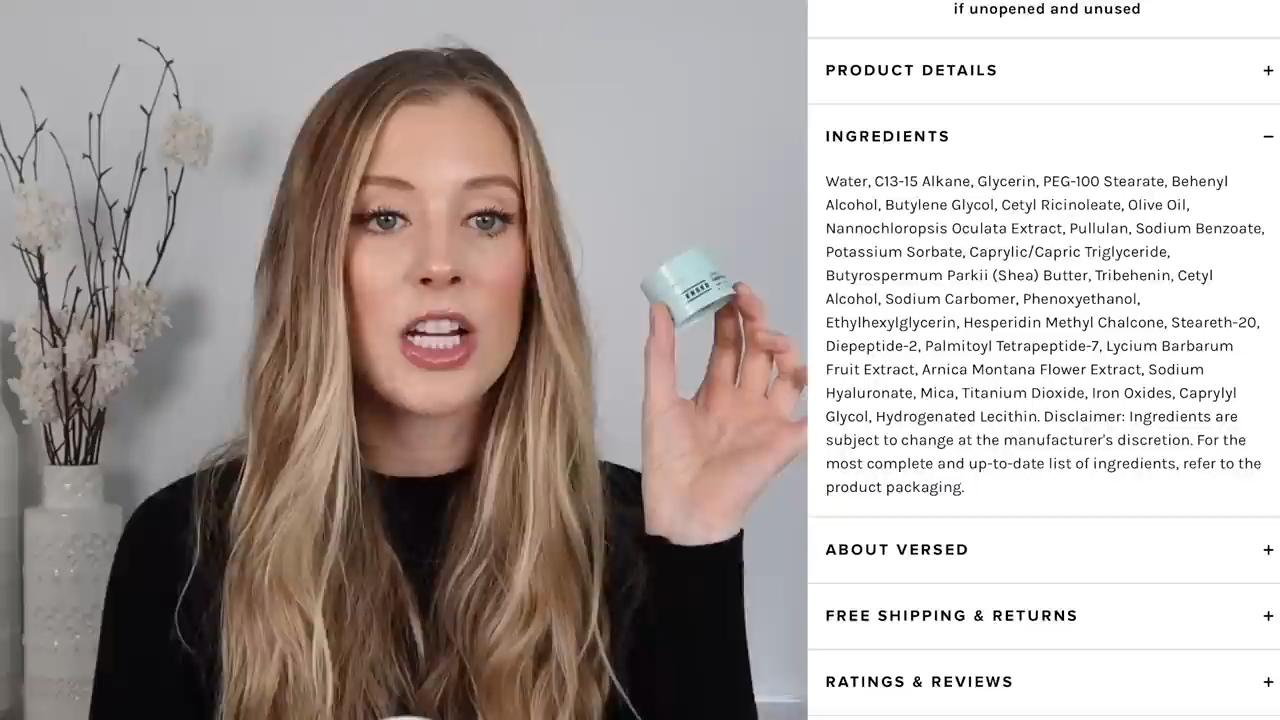 if unopened and unused
PRODUCT DETAILS +
INGREDIENTS −
Water, C13-15 Alkane, Glycerin, PEG-100 Stearate, Behenyl
Alcohol, Butylene Glycol, Cetyl Ricinoleate, Olive Oil,
Nannochloropsis Oculata Extract, Pullulan, Sodium Benzoate,
Potassium Sorbate, Caprylic/Capric Triglyceride,
Butyrospermum Parkii (Shea) Butter, Tribehenin, Cetyl
Alcohol, Sodium Carbomer, Phenoxyethanol,
Ethylhexylglycerin, Hesperidin Methyl Chalcone, Steareth-20,
Diepeptide-2, Palmitoyl Tetrapeptide-7, Lycium Barbarum
Fruit Extract, Arnica Montana Flower Extract, Sodium
Hyaluronate, Mica, Titanium Dioxide, Iron Oxides, Caprylyl
Glycol, Hydrogenated Lecithin. Disclaimer: Ingredients are
subject to change at the manufacturer's discretion. For the
most complete and up-to-date list of ingredients, refer to the
product packaging.
ABOUT VERSED +
FREE SHIPPING & RETURNS +
RATINGS & REVIEWS +